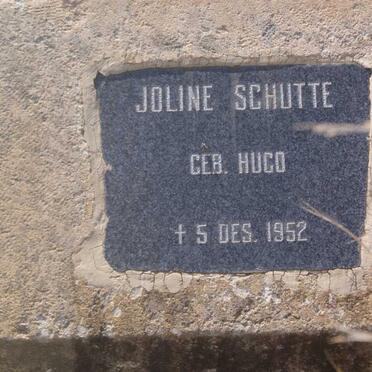 JOLINE SCHUTTE
GEB. HUGO
† 5 DES. 1952